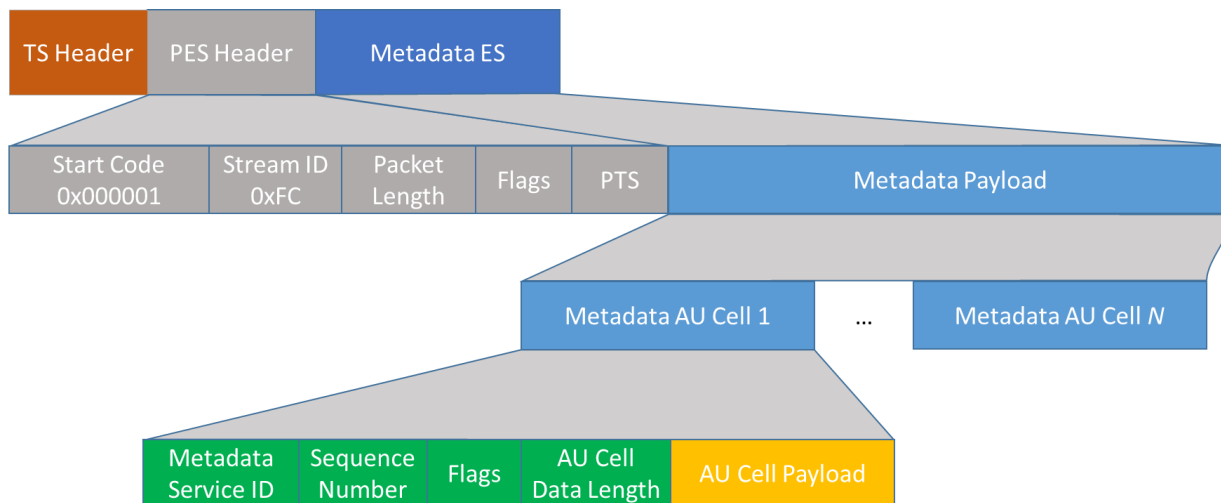 TS Header
PES Header
Metadata ES
Start Code
0x000001
Stream ID
0xFC
Packet
Length
Flags
PTS
Metadata Payload
Metadata AU Cell 1
...
Metadata AU Cell N
Metadata
Service ID
Sequence
Number
Flags
AU Cell
Data Length
AU Cell Payload